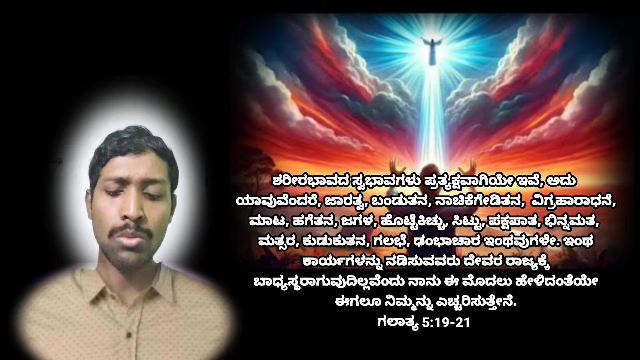 ಶರೀರಭಾವದ ಸ್ವಭಾವಗಳು ಪ್ರತ್ಯಕ್ಷವಾಗಿಯೇ ಇವೆ, ಅದು
ಯಾವುವೆಂದರೆ, ಜಾರತ್ವ, ಬಂಡುತನ, ನಾಚಿಕೆಗೇಡಿತನ, ವಿಗ್ರಹಾರಾಧನೆ,
ಮಾಟ, ಹಗೆತನ, ಜಗಳ, ಹೊಟ್ಟೆಕಿಚ್ಚು, ಸಿಟ್ಟು, ಪಕ್ಷಪಾತ, ಭಿನ್ನಮತ,
ಮತ್ಸರ, ಕುಡುಕುತನ, ಗಲಭೆ, ಢಂಭಾಚಾರ ಇಂಥವುಗಳೇ. ಇಂಥ
ಕಾರ್ಯಗಳನ್ನು ನಡಿಸುವವರು ದೇವರ ರಾಜ್ಯಕ್ಕೆ
ಬಾಧ್ಯಸ್ಥರಾಗುವುದಿಲ್ಲವೆಂದು ನಾನು ಈ ಮೊದಲು ಹೇಳಿದಂತೆಯೇ
ಈಗಲೂ ನಿಮ್ಮನ್ನು ಎಚ್ಚರಿಸುತ್ತೇನೆ.
ಗಲಾತ್ಯ 5:19-21